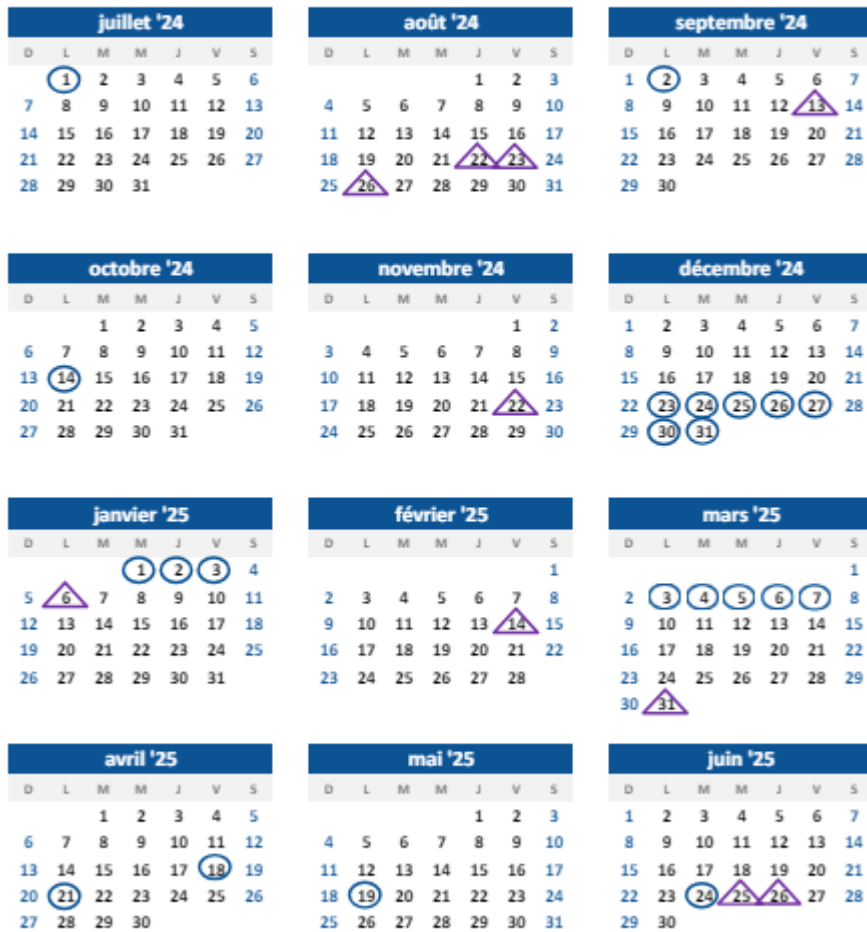 juillet '24
D L M M J V S
1 2 3 4 5 6
7 8 9 10 11 12 13
14 15 16 17 18 19 20
21 22 23 24 25 26 27
28 29 30 31
août '24
D L M M J V S
1 2 3
4 5 6 7 8 9 10
11 12 13 14 15 16 17
18 19 20 21 22 23 24
25 26 27 28 29 30 31
septembre '24
D L M M J V S
1 2 3 4 5 6 7
8 9 10 11 12 13 14
15 16 17 18 19 20 21
22 23 24 25 26 27 28
29 30
octobre '24
D L M M J V S
1 2 3 4 5
6 7 8 9 10 11 12
13 14 15 16 17 18 19
20 21 22 23 24 25 26
27 28 29 30 31
novembre '24
D L M M J V S
1 2
3 4 5 6 7 8 9
10 11 12 13 14 15 16
17 18 19 20 21 22 23
24 25 26 27 28 29 30
décembre '24
D L M M J V S
1 2 3 4 5 6 7
8 9 10 11 12 13 14
15 16 17 18 19 20 21
22 23 24 25 26 27 28
29 30 31
janvier '25
D L M M J V S
1 2 3 4
5 6 7 8 9 10 11
12 13 14 15 16 17 18
19 20 21 22 23 24 25
26 27 28 29 30 31
février '25
D L M M J V S
1
2 3 4 5 6 7 8
9 10 11 12 13 14 15
16 17 18 19 20 21 22
23 24 25 26 27 28
mars '25
D L M M J V S
1
2 3 4 5 6 7 8
9 10 11 12 13 14 15
16 17 18 19 20 21 22
23 24 25 26 27 28 29
30 31
avril '25
D L M M J V S
1 2 3 4 5
6 7 8 9 10 11 12
13 14 15 16 17 18 19
20 21 22 23 24 25 26
27 28 29 30
mai '25
D L M M J V S
1 2 3
4 5 6 7 8 9 10
11 12 13 14 15 16 17
18 19 20 21 22 23 24
25 26 27 28 29 30 31
juin '25
D L M M J V S
1 2 3 4 5 6 7
8 9 10 11 12 13 14
15 16 17 18 19 20 21
22 23 24 25 26 27 28
29 30